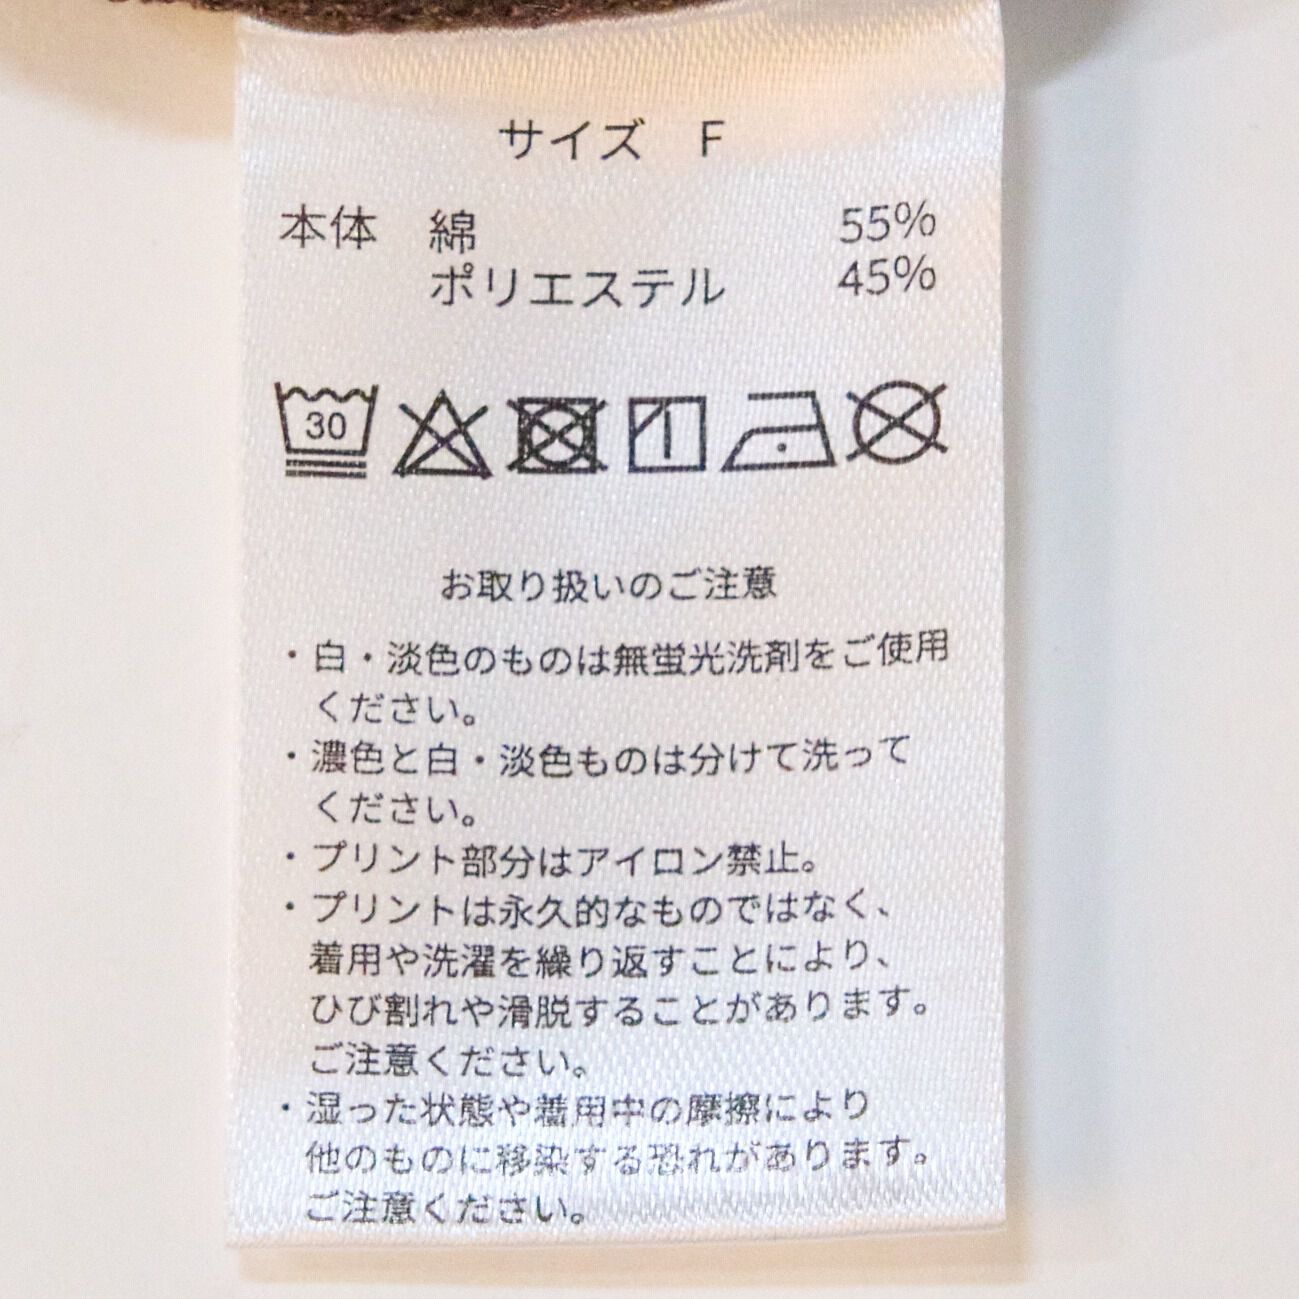 サイズ F
本体 綿 55%
ポリエステル 45%
30
お取り扱いのご注意
・白・淡色のものは無蛍光洗剤をご使用
ください。
・濃色と白・淡色ものは分けて洗って
ください。
・プリント部分はアイロン禁止。
・プリントは永久的なものではなく、
着用や洗濯を繰り返すことにより、
ひび割れや滑脱することがあります。
ご注意ください。
・湿った状態や着用中の摩擦により
他のものに移染する恐れがあります。
ご注意ください。